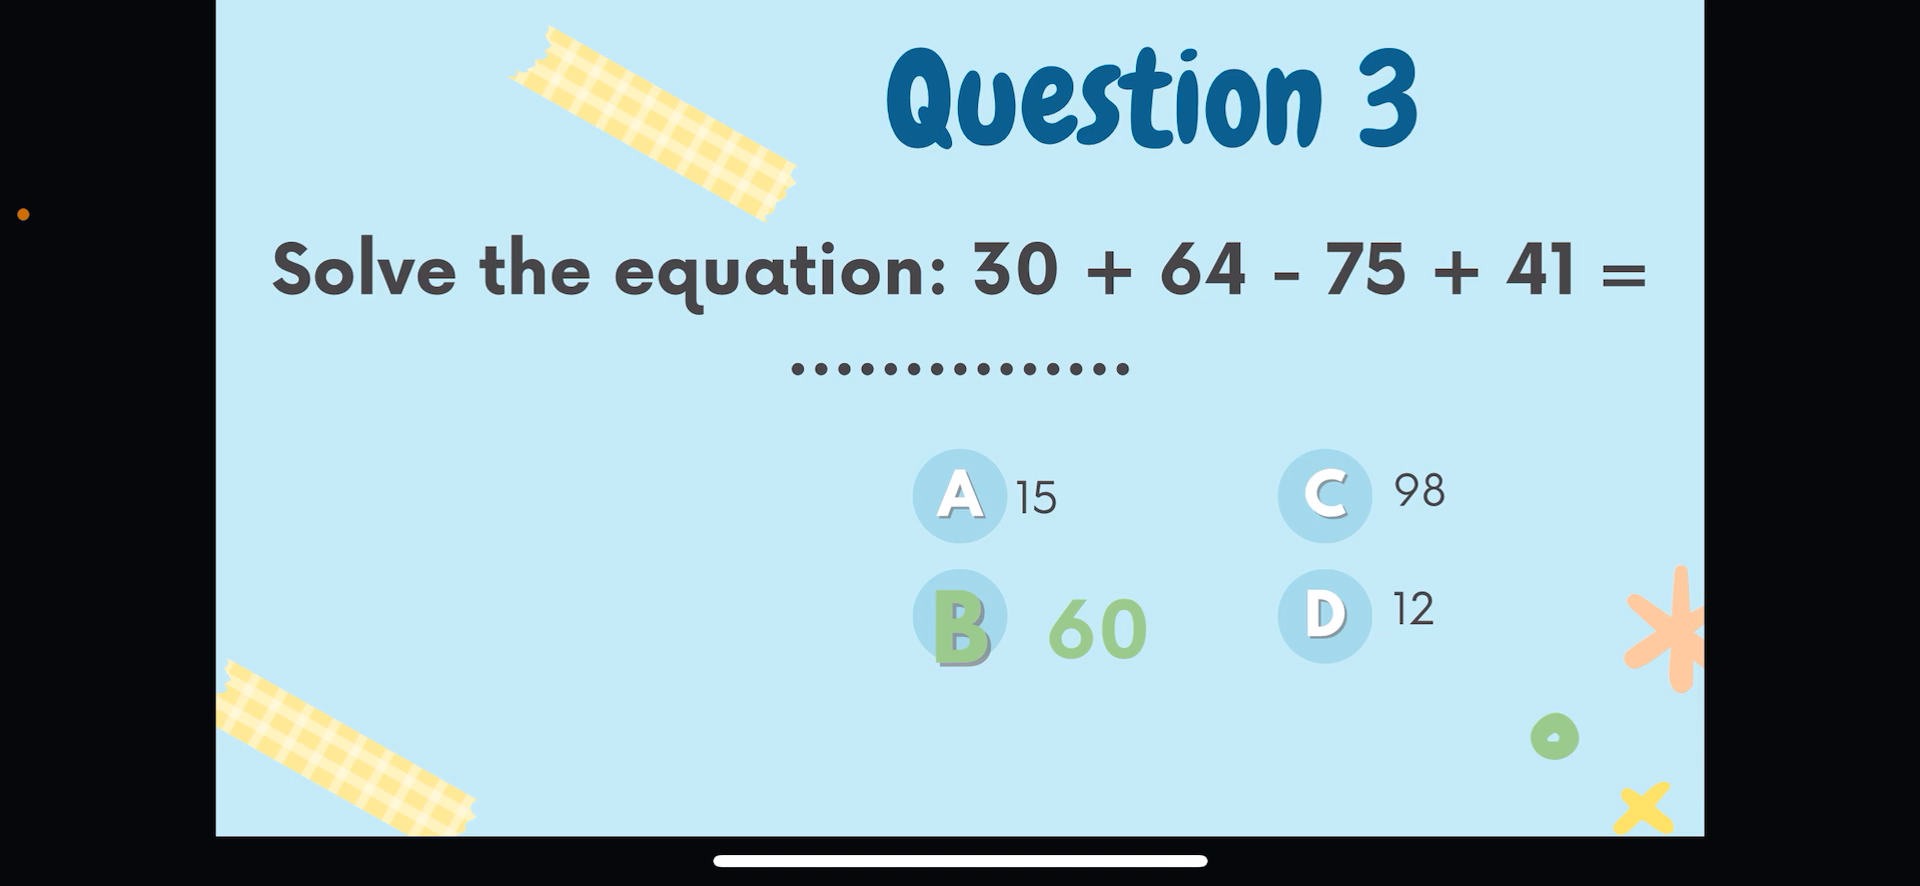 Question 3
Solve the equation: 30 + 64 - 75 + 41 =
...............
A 15
C 98
B 60
D 12